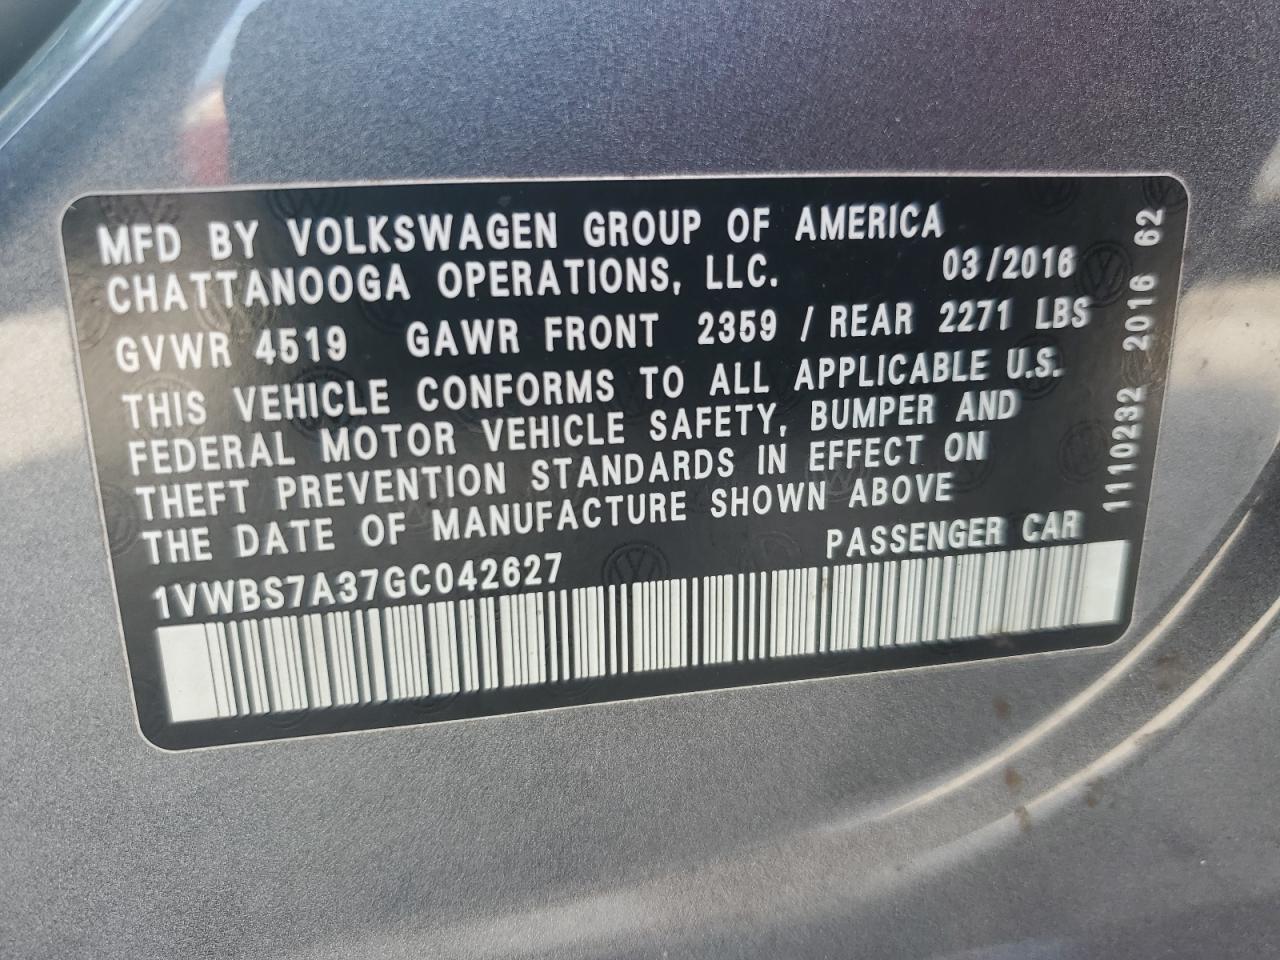 MFD BY VOLKSWAGEN GROUP OF AMERICA
CHATTANOOGA OPERATIONS, LLC. 03/2016
GVWR 4519 GAWR FRONT 2359 / REAR 2271 LBS
THIS VEHICLE CONFORMS TO ALL APPLICABLE U.S.
FEDERAL MOTOR VEHICLE SAFETY, BUMPER AND
THEFT PREVENTION STANDARDS IN EFFECT ON
THE DATE OF MANUFACTURE SHOWN ABOVE
1VWBS7A37GC042627 PASSENGER CAR
1110232 2016 62